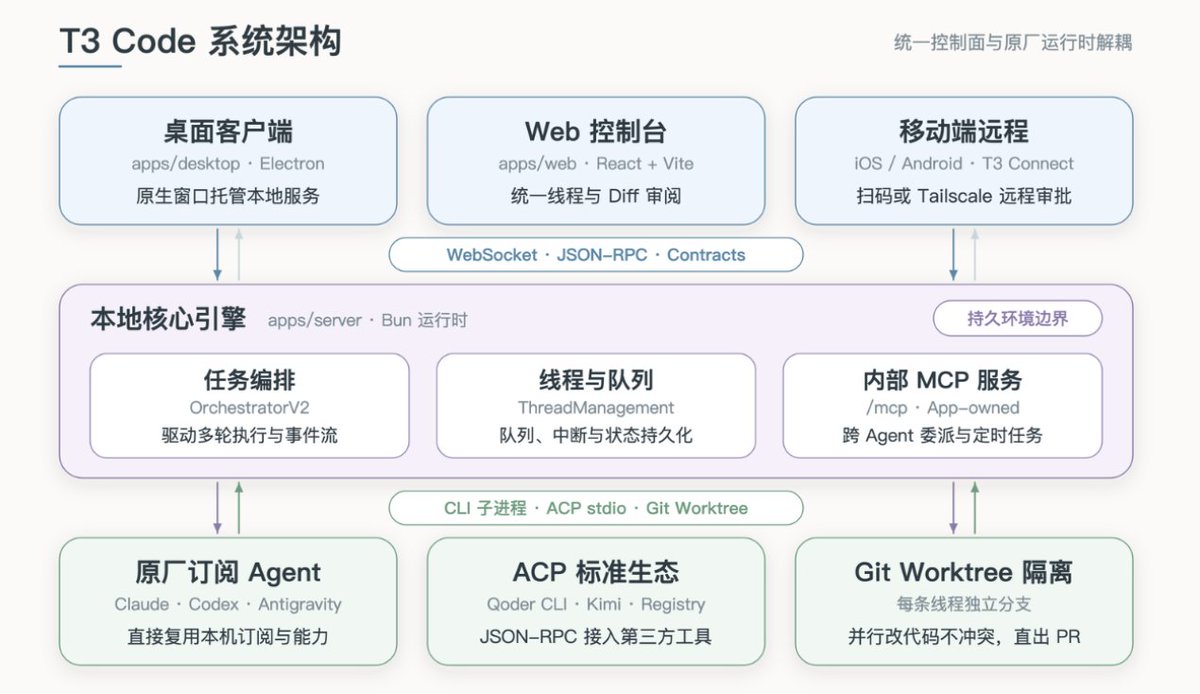 T3 Code 系统架构
统一控制面与原厂运行时解耦
桌面客户端
apps/desktop · Electron
原生窗口托管本地服务
Web 控制台
apps/web · React + Vite
统一线程与 Diff 审阅
移动端远程
iOS / Android · T3 Connect
扫码或 Tailscale 远程审批
WebSocket · JSON-RPC · Contracts
本地核心引擎 apps/server · Bun 运行时
持久环境边界
任务编排
OrchestratorV2
驱动多轮执行与事件流
线程与队列
ThreadManagement
队列、中断与状态持久化
内部 MCP 服务
/mcp · App-owned
跨 Agent 委派与定时任务
CLI 子进程 · ACP stdio · Git Worktree
原厂订阅 Agent
Claude · Codex · Antigravity
直接复用本机订阅与能力
ACP 标准生态
Qoder CLI · Kimi · Registry
JSON-RPC 接入第三方工具
Git Worktree 隔离
每条线程独立分支
并行改代码不冲突，直出 PR